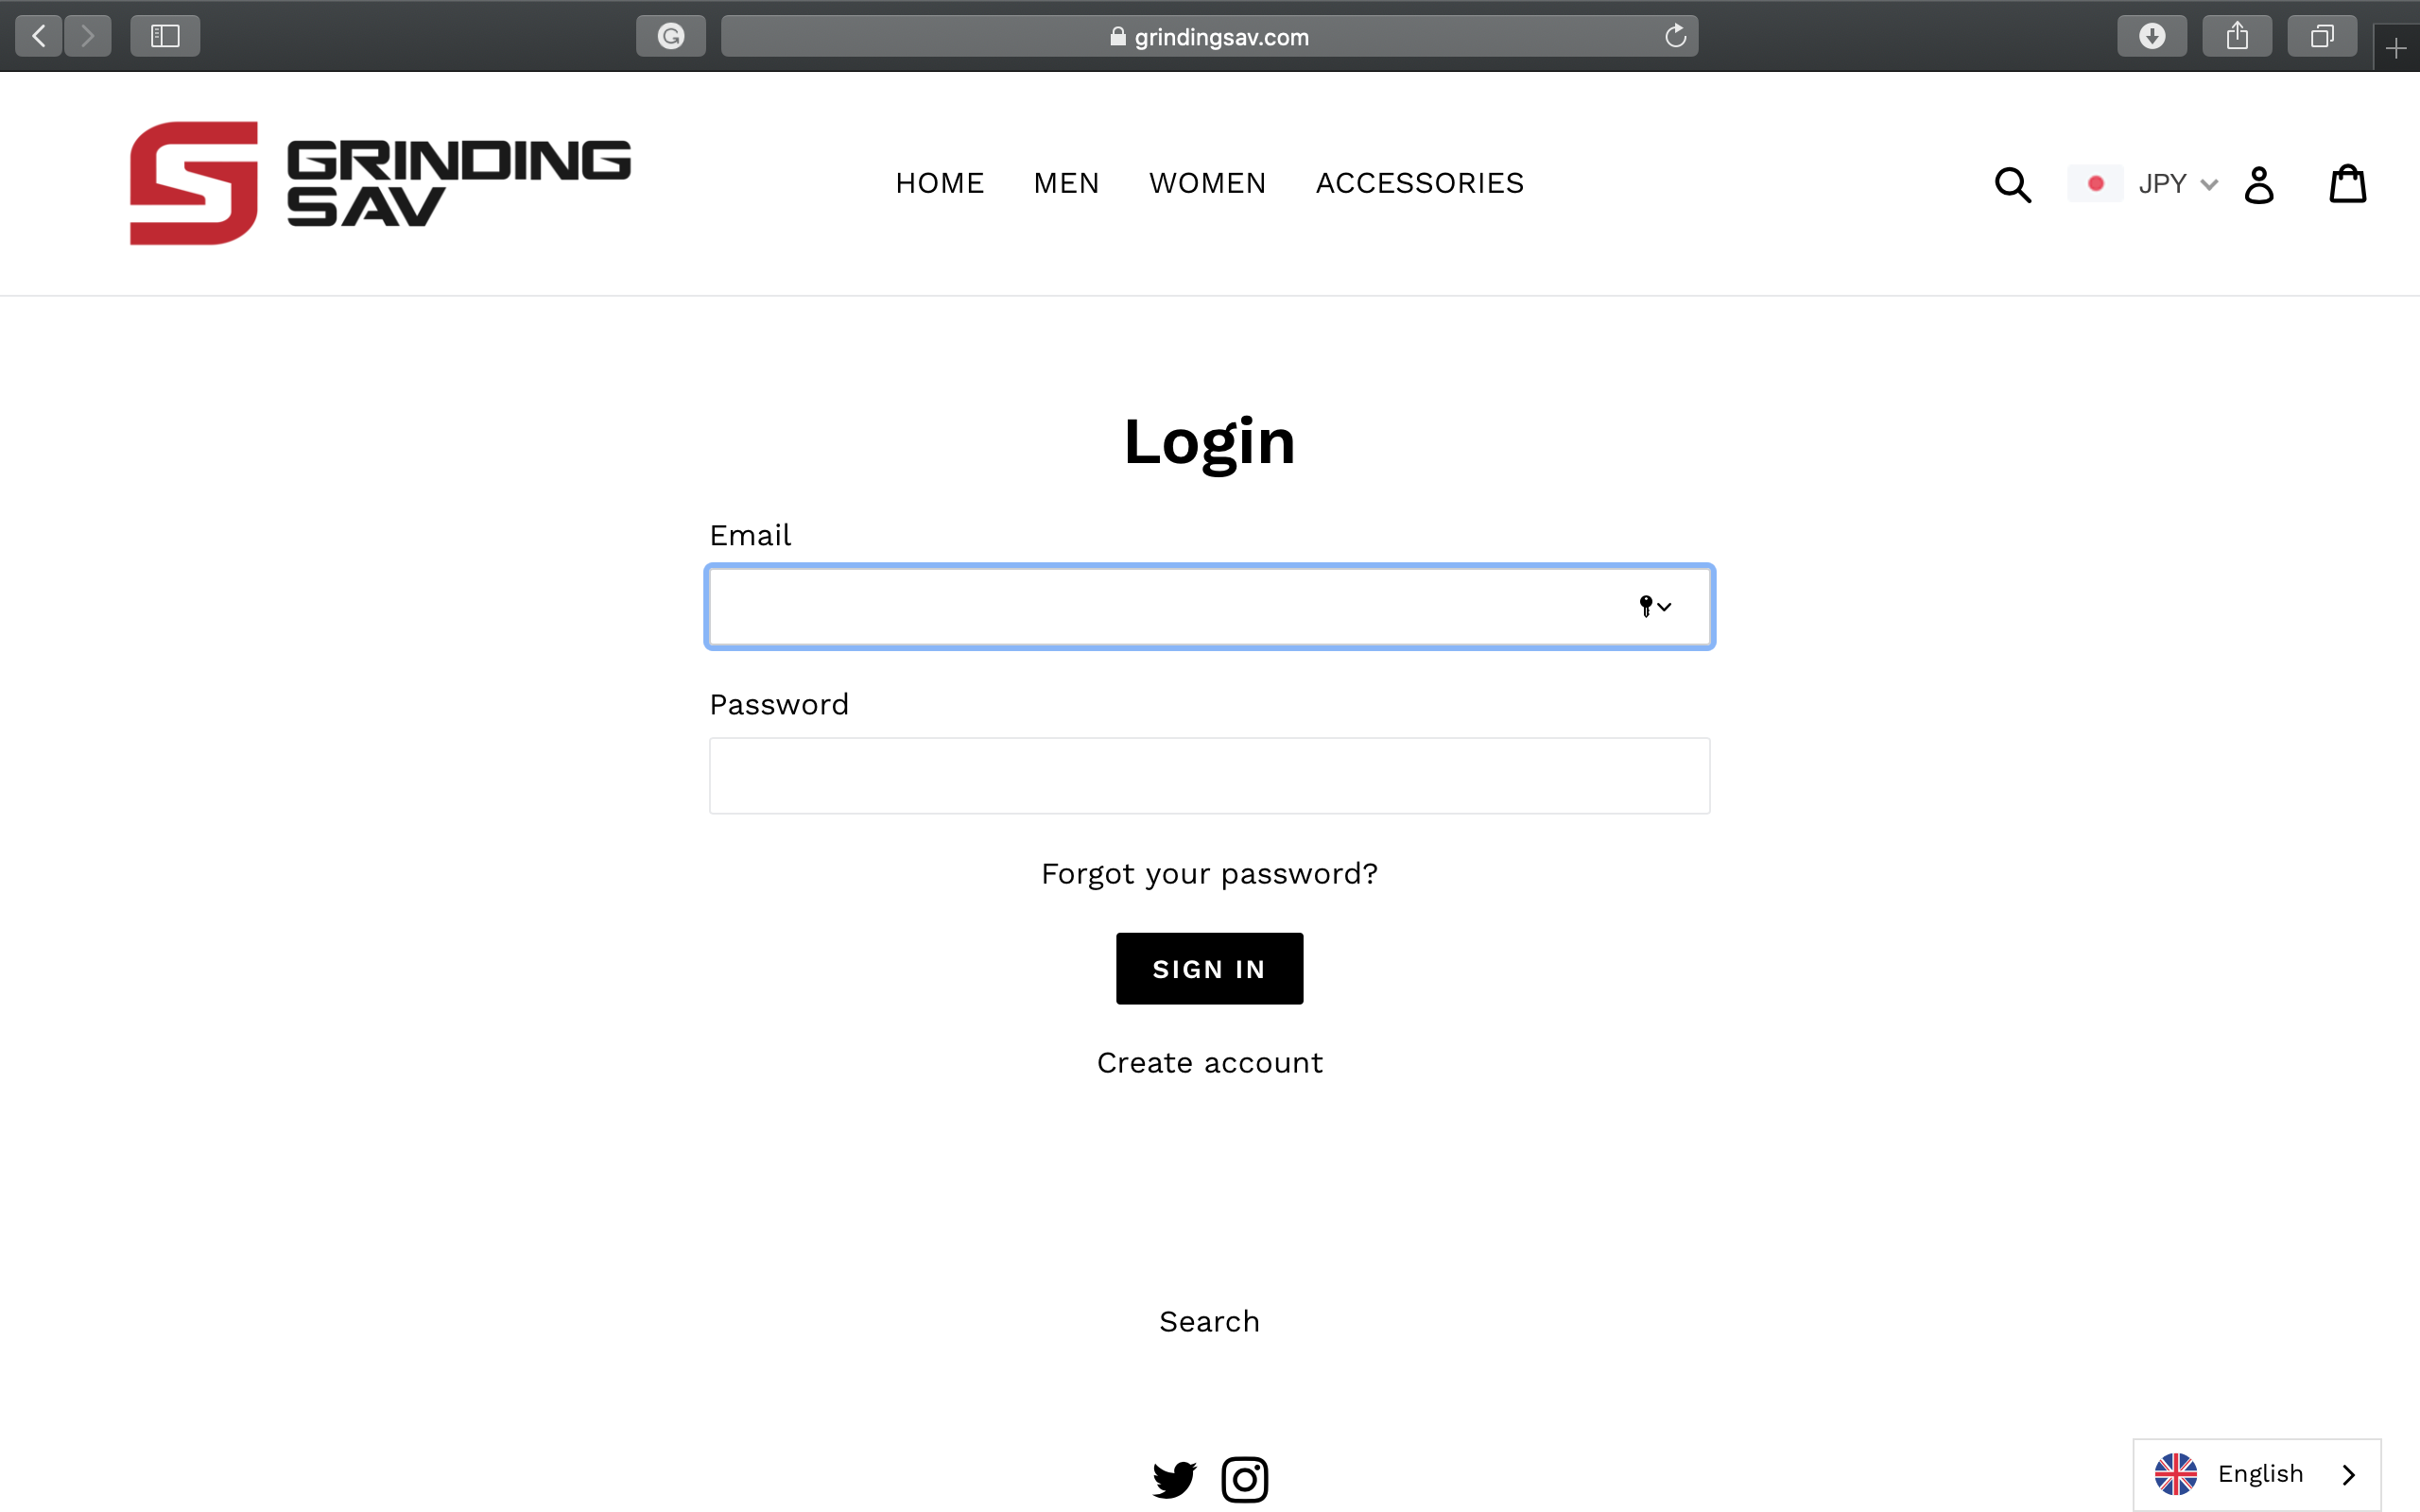 grindingsav.com
GRINDING
SAV
HOME MEN WOMEN ACCESSORIES
JPY
Login
Email
Password
Forgot your password?
SIGN IN
Create account
Search
English